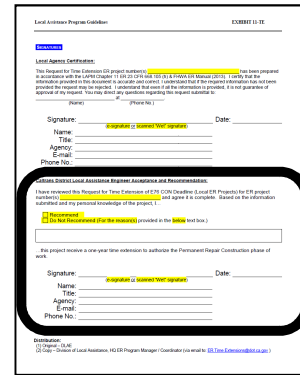 Local Assistance Program Guidelines EXHIBIT 11-TE
SIGNATURES
Local Agency Certification:
This Request for Time Extension ER project number(s) has been prepared
in accordance with the LAPM Chapter 11 ER 23 CFR 668.105 (b) & FHWA ER Manual (2013). I certify that the
information provided in this document is accurate and correct. I understand that if the required information has not been
provided the request may be rejected. I understand that even if all the information is provided, it is not guarantee of
approval of my request. You may direct any questions regarding this request submittal to:
at
(Name) (Phone No.)
Signature: Date:
(e-signature or scanned "Wet" signature)
Name:
Title:
Agency:
E-mail:
Phone No.:
Caltrans District Local Assistance Engineer Acceptance and Recommendation:
I have reviewed this Request for Time Extension of E76 CON Deadline (Local ER Projects) for ER project
number(s) and agree it is complete. Based on the information
submitted and my personal knowledge of the project, I...
Recommend
Do Not Recommend (For the reason(s) provided in the below text box.)
...this project receive a one-year time extension to authorize the Permanent Repair Construction phase of
work.
Signature: Date:
(e-signature or scanned "Wet" signature)
Name:
Title:
Agency:
E-mail:
Phone No.:
Distribution:
(1) Original – DLAE
(2) Copy – Division of Local Assistance, HQ ER Program Manager / Coordinator (via email to: ER.Time.Extensions@dot.ca.gov )